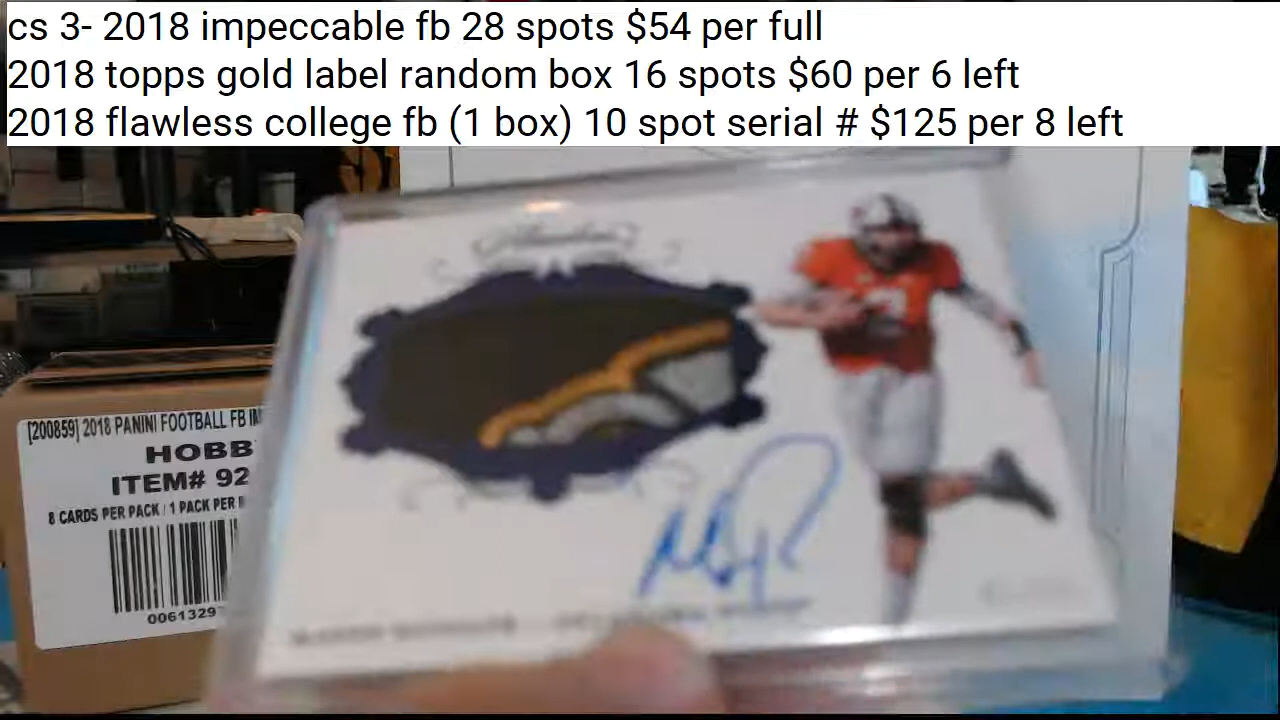 cs 3- 2018 impeccable fb 28 spots $54 per full
2018 topps gold label random box 16 spots $60 per 6 left
2018 flawless college fb (1 box) 10 spot serial # $125 per 8 left
[200859] 2018 PANINI FOOTBALL FB
HOBB
ITEM# 92
8 CARDS PER PACK / 1 PACK PER
0061329